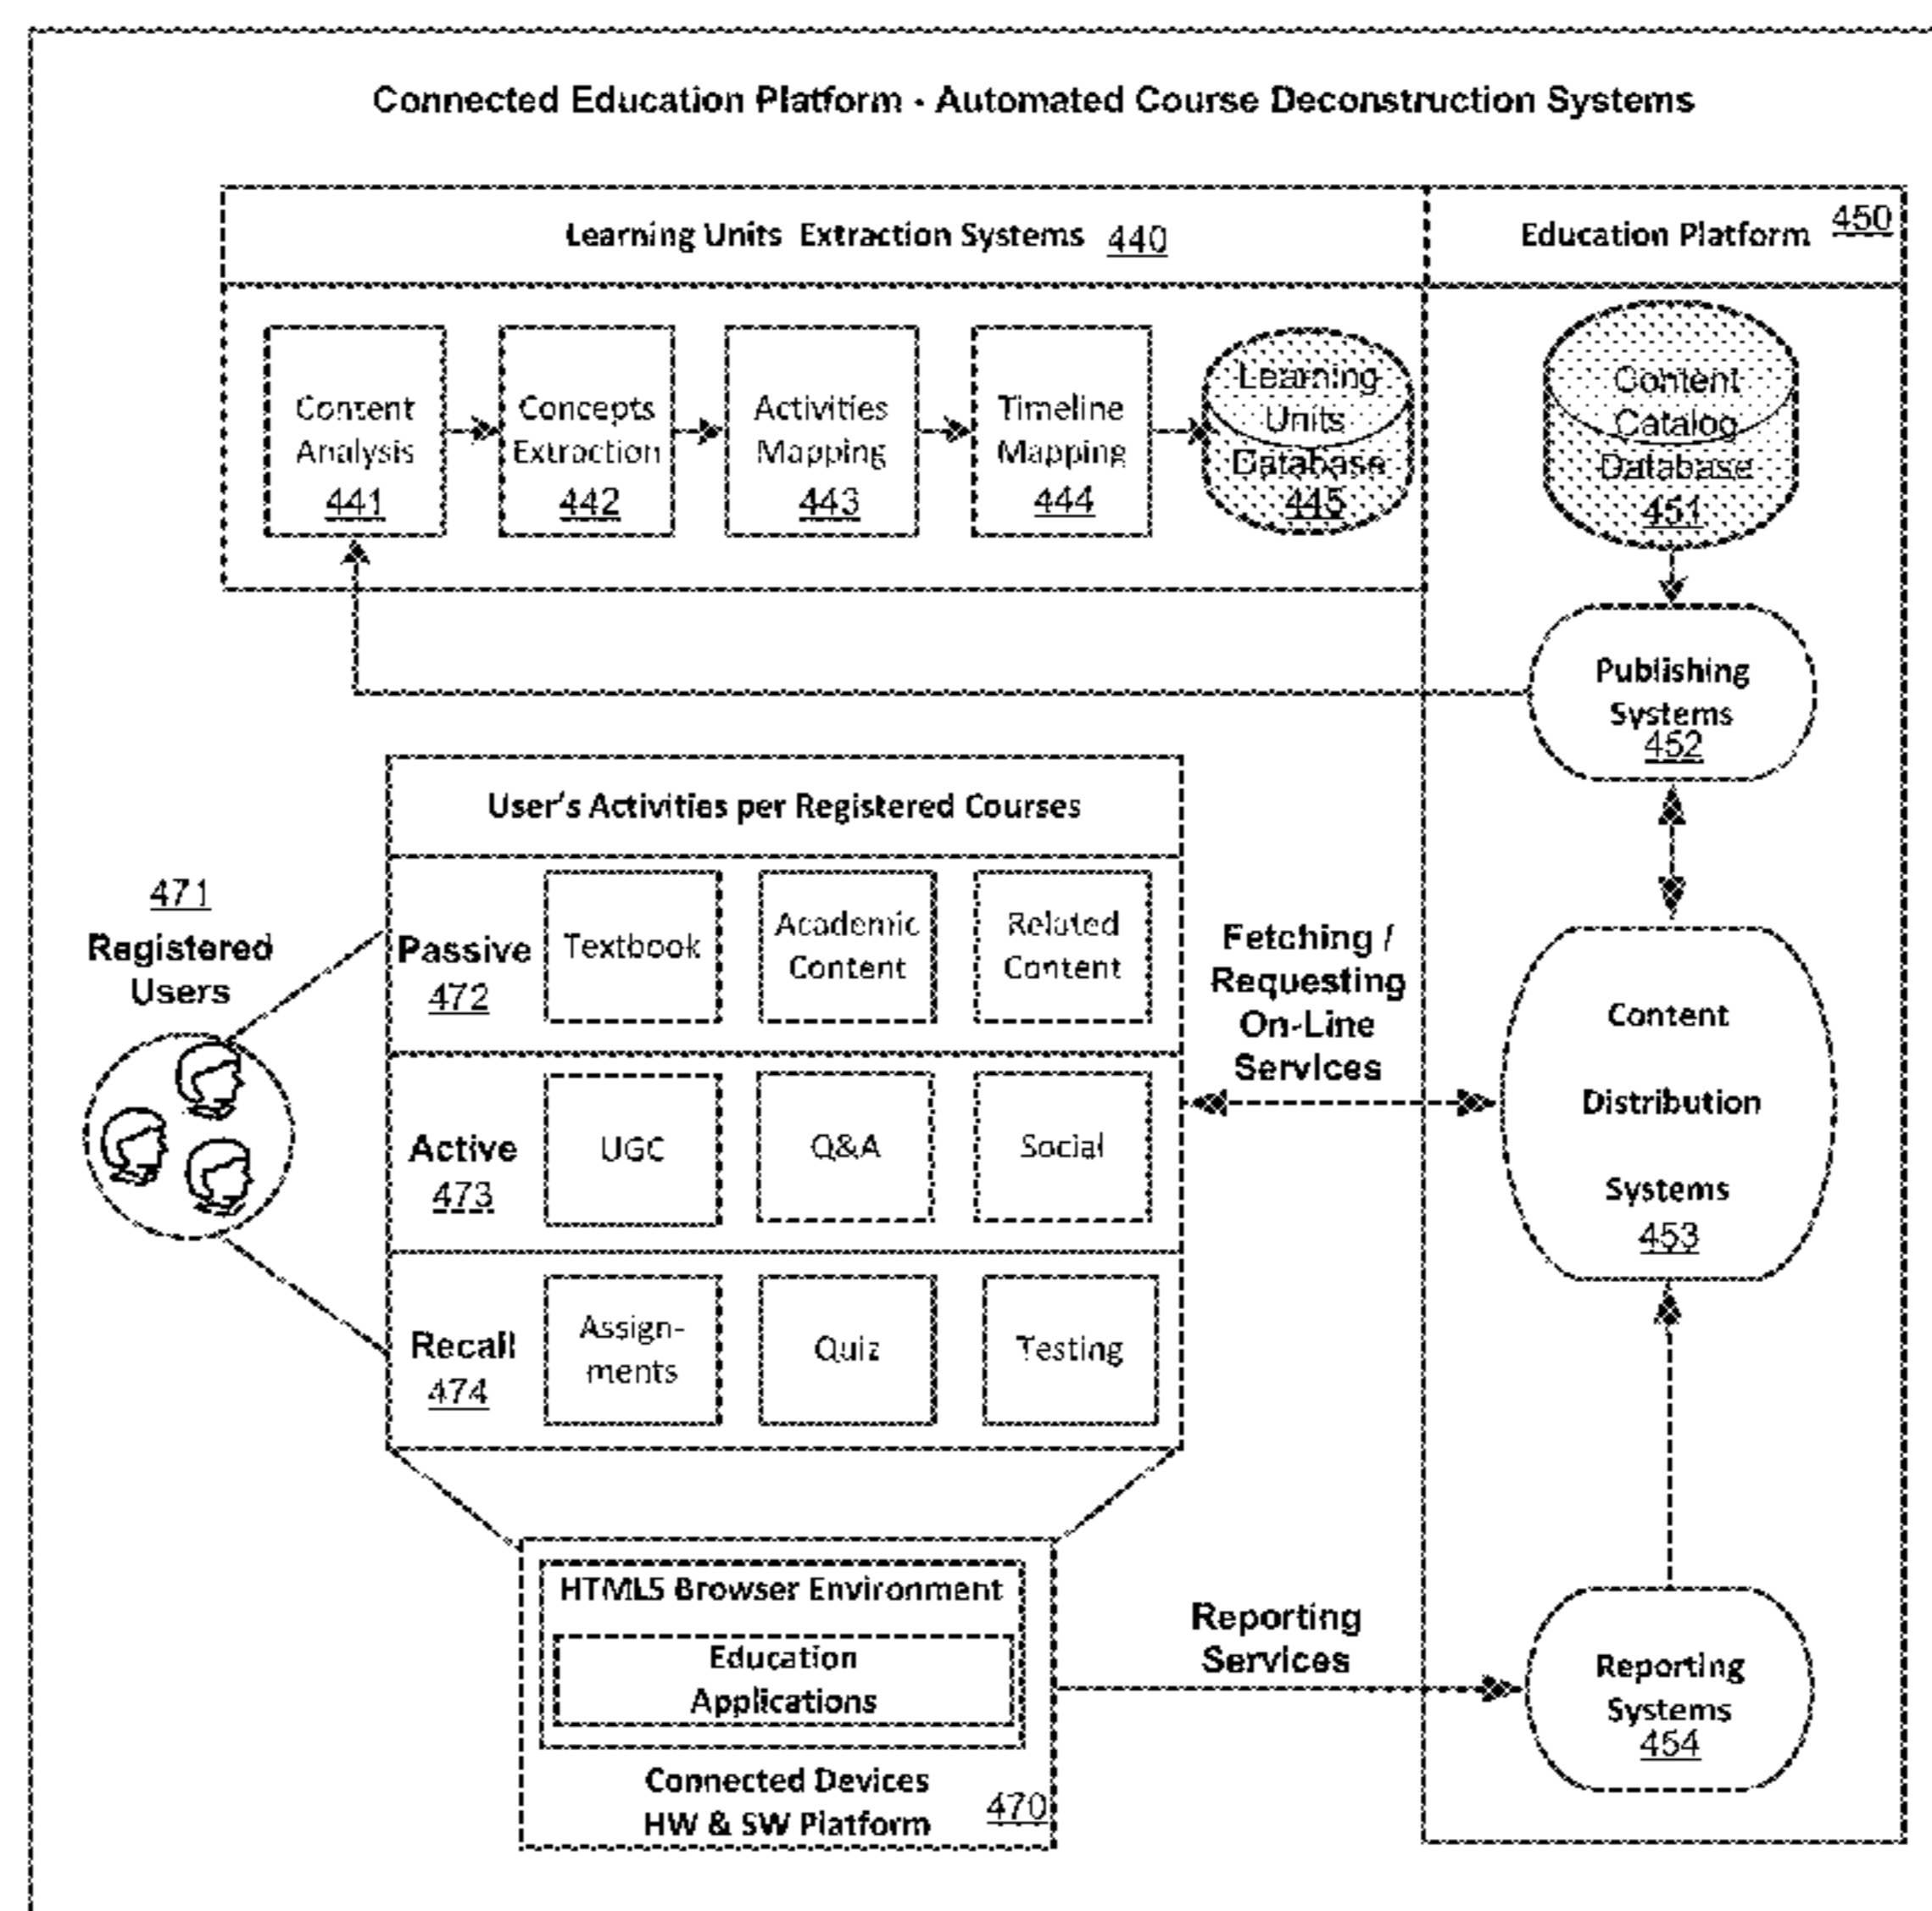 Connected Education Platform - Automated Course Deconstruction Systems
Learning Units Extraction Systems 440
Education Platform 450
Content
Analysis
441
Concepts
Extraction
442
Activities
Mapping
443
Timeline
Mapping
444
Learning
Units
Database
445
Content
Catalog
Database
451
Publishing
Systems
452
User's Activities per Registered Courses
471
Registered
Users
Passive
472
Textbook
Academic
Content
Related
Content
Fetching /
Requesting
On-Line
Services
Content
Distribution
Systems
453
Active
473
UGC
Q&A
Social
Recall
474
Assign-
ments
Quiz
Testing
HTML5 Browser Environment
Education
Applications
Connected Devices
HW & SW Platform
470
Reporting
Services
Reporting
Systems
454